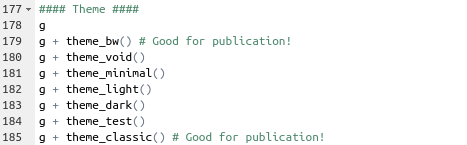 177 #### Theme ####
178 g
179 g + theme_bw() # Good for publication!
180 g + theme_void()
181 g + theme_minimal()
182 g + theme_light()
183 g + theme_dark()
184 g + theme_test()
185 g + theme_classic() # Good for publication!